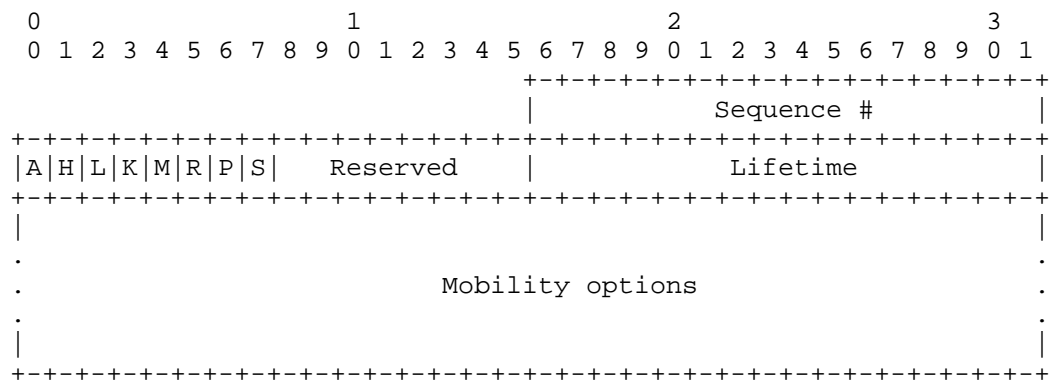 0                   1                   2                   3
 0 1 2 3 4 5 6 7 8 9 0 1 2 3 4 5 6 7 8 9 0 1 2 3 4 5 6 7 8 9 0 1
                                +-+-+-+-+-+-+-+-+-+-+-+-+-+-+-+-+
                                |          Sequence #           |
+-+-+-+-+-+-+-+-+-+-+-+-+-+-+-+-+-+-+-+-+-+-+-+-+-+-+-+-+-+-+-+-+
|A|H|L|K|M|R|P|S|   Reserved    |            Lifetime           |
+-+-+-+-+-+-+-+-+-+-+-+-+-+-+-+-+-+-+-+-+-+-+-+-+-+-+-+-+-+-+-+-+
|                                                               |
.                                                               .
.                          Mobility options                     .
.                                                               .
|                                                               |
+-+-+-+-+-+-+-+-+-+-+-+-+-+-+-+-+-+-+-+-+-+-+-+-+-+-+-+-+-+-+-+-+